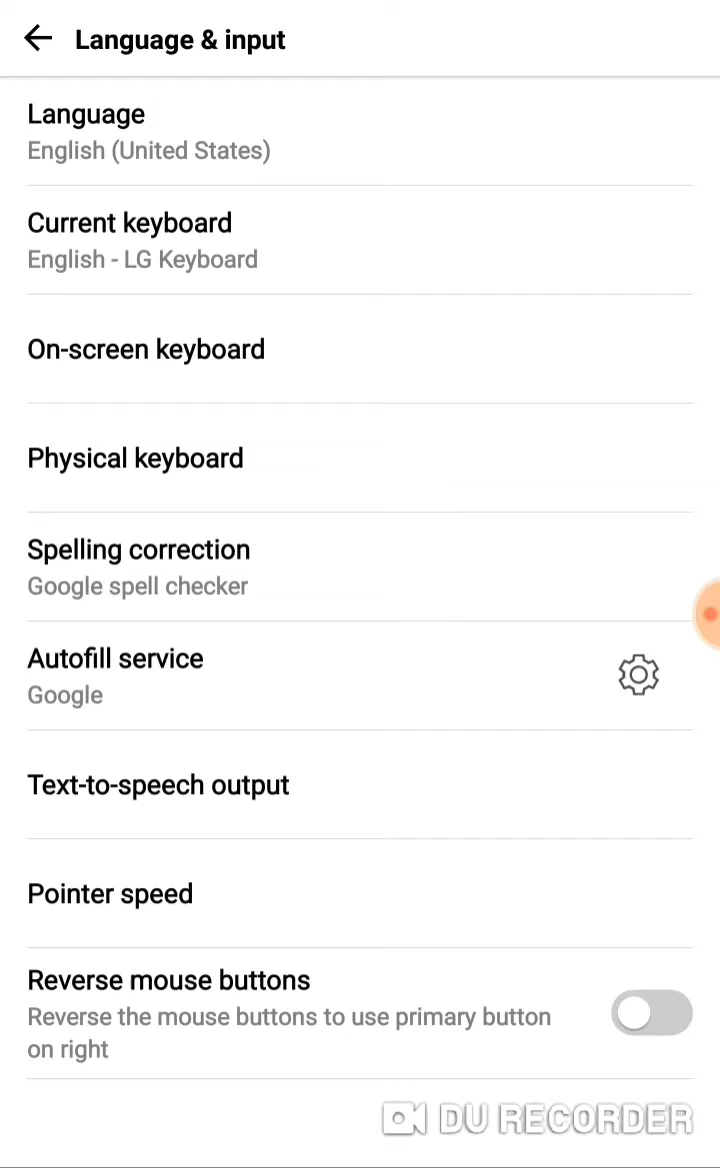 Language & input
Language
English (United States)
Current keyboard
English - LG Keyboard
On-screen keyboard
Physical keyboard
Spelling correction
Google spell checker
Autofill service
Google
Text-to-speech output
Pointer speed
Reverse mouse buttons
Reverse the mouse buttons to use primary button
on right
DU RECORDER